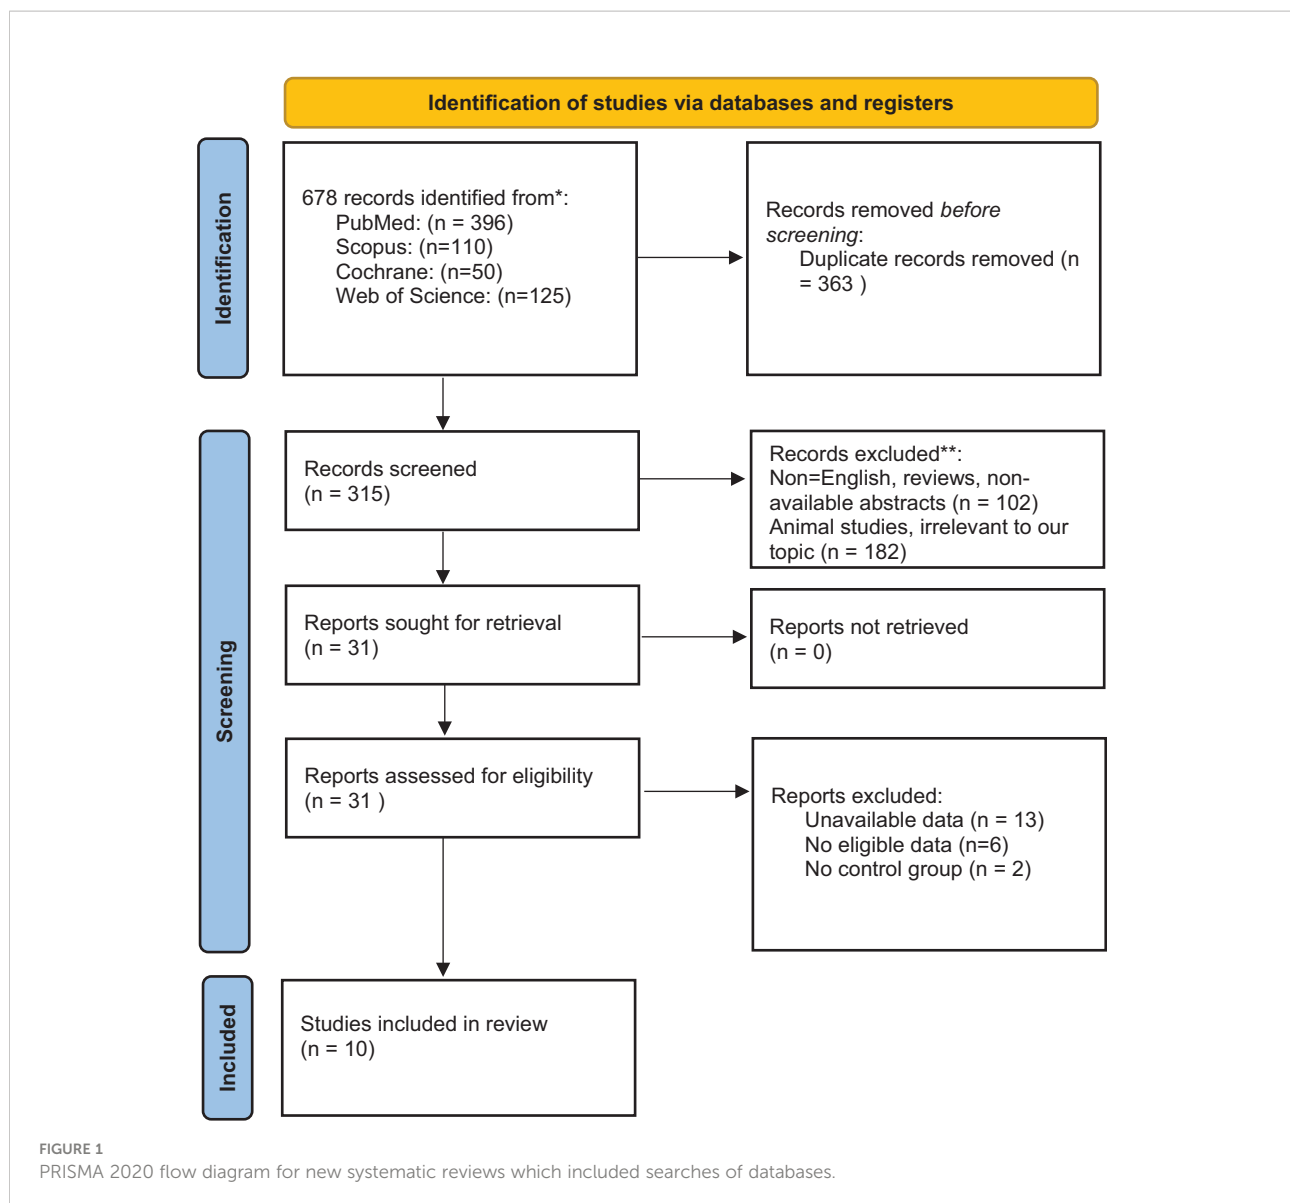 Identification of studies via databases and registers
Identification
678 records identified from*:
PubMed: (n = 396)
Scopus: (n=110)
Cochrane: (n=50)
Web of Science: (n=125)
Records removed before
screening:
Duplicate records removed (n
= 363 )
Screening
Records screened
(n = 315)
Records excluded**:
Non=English, reviews, non-
available abstracts (n = 102)
Animal studies, irrelevant to our
topic (n = 182)
Reports sought for retrieval
(n = 31)
Reports not retrieved
(n = 0)
Reports assessed for eligibility
(n = 31 )
Reports excluded:
Unavailable data (n = 13)
No eligible data (n=6)
No control group (n = 2)
Included
Studies included in review
(n = 10)
FIGURE 1
PRISMA 2020 flow diagram for new systematic reviews which included searches of databases.